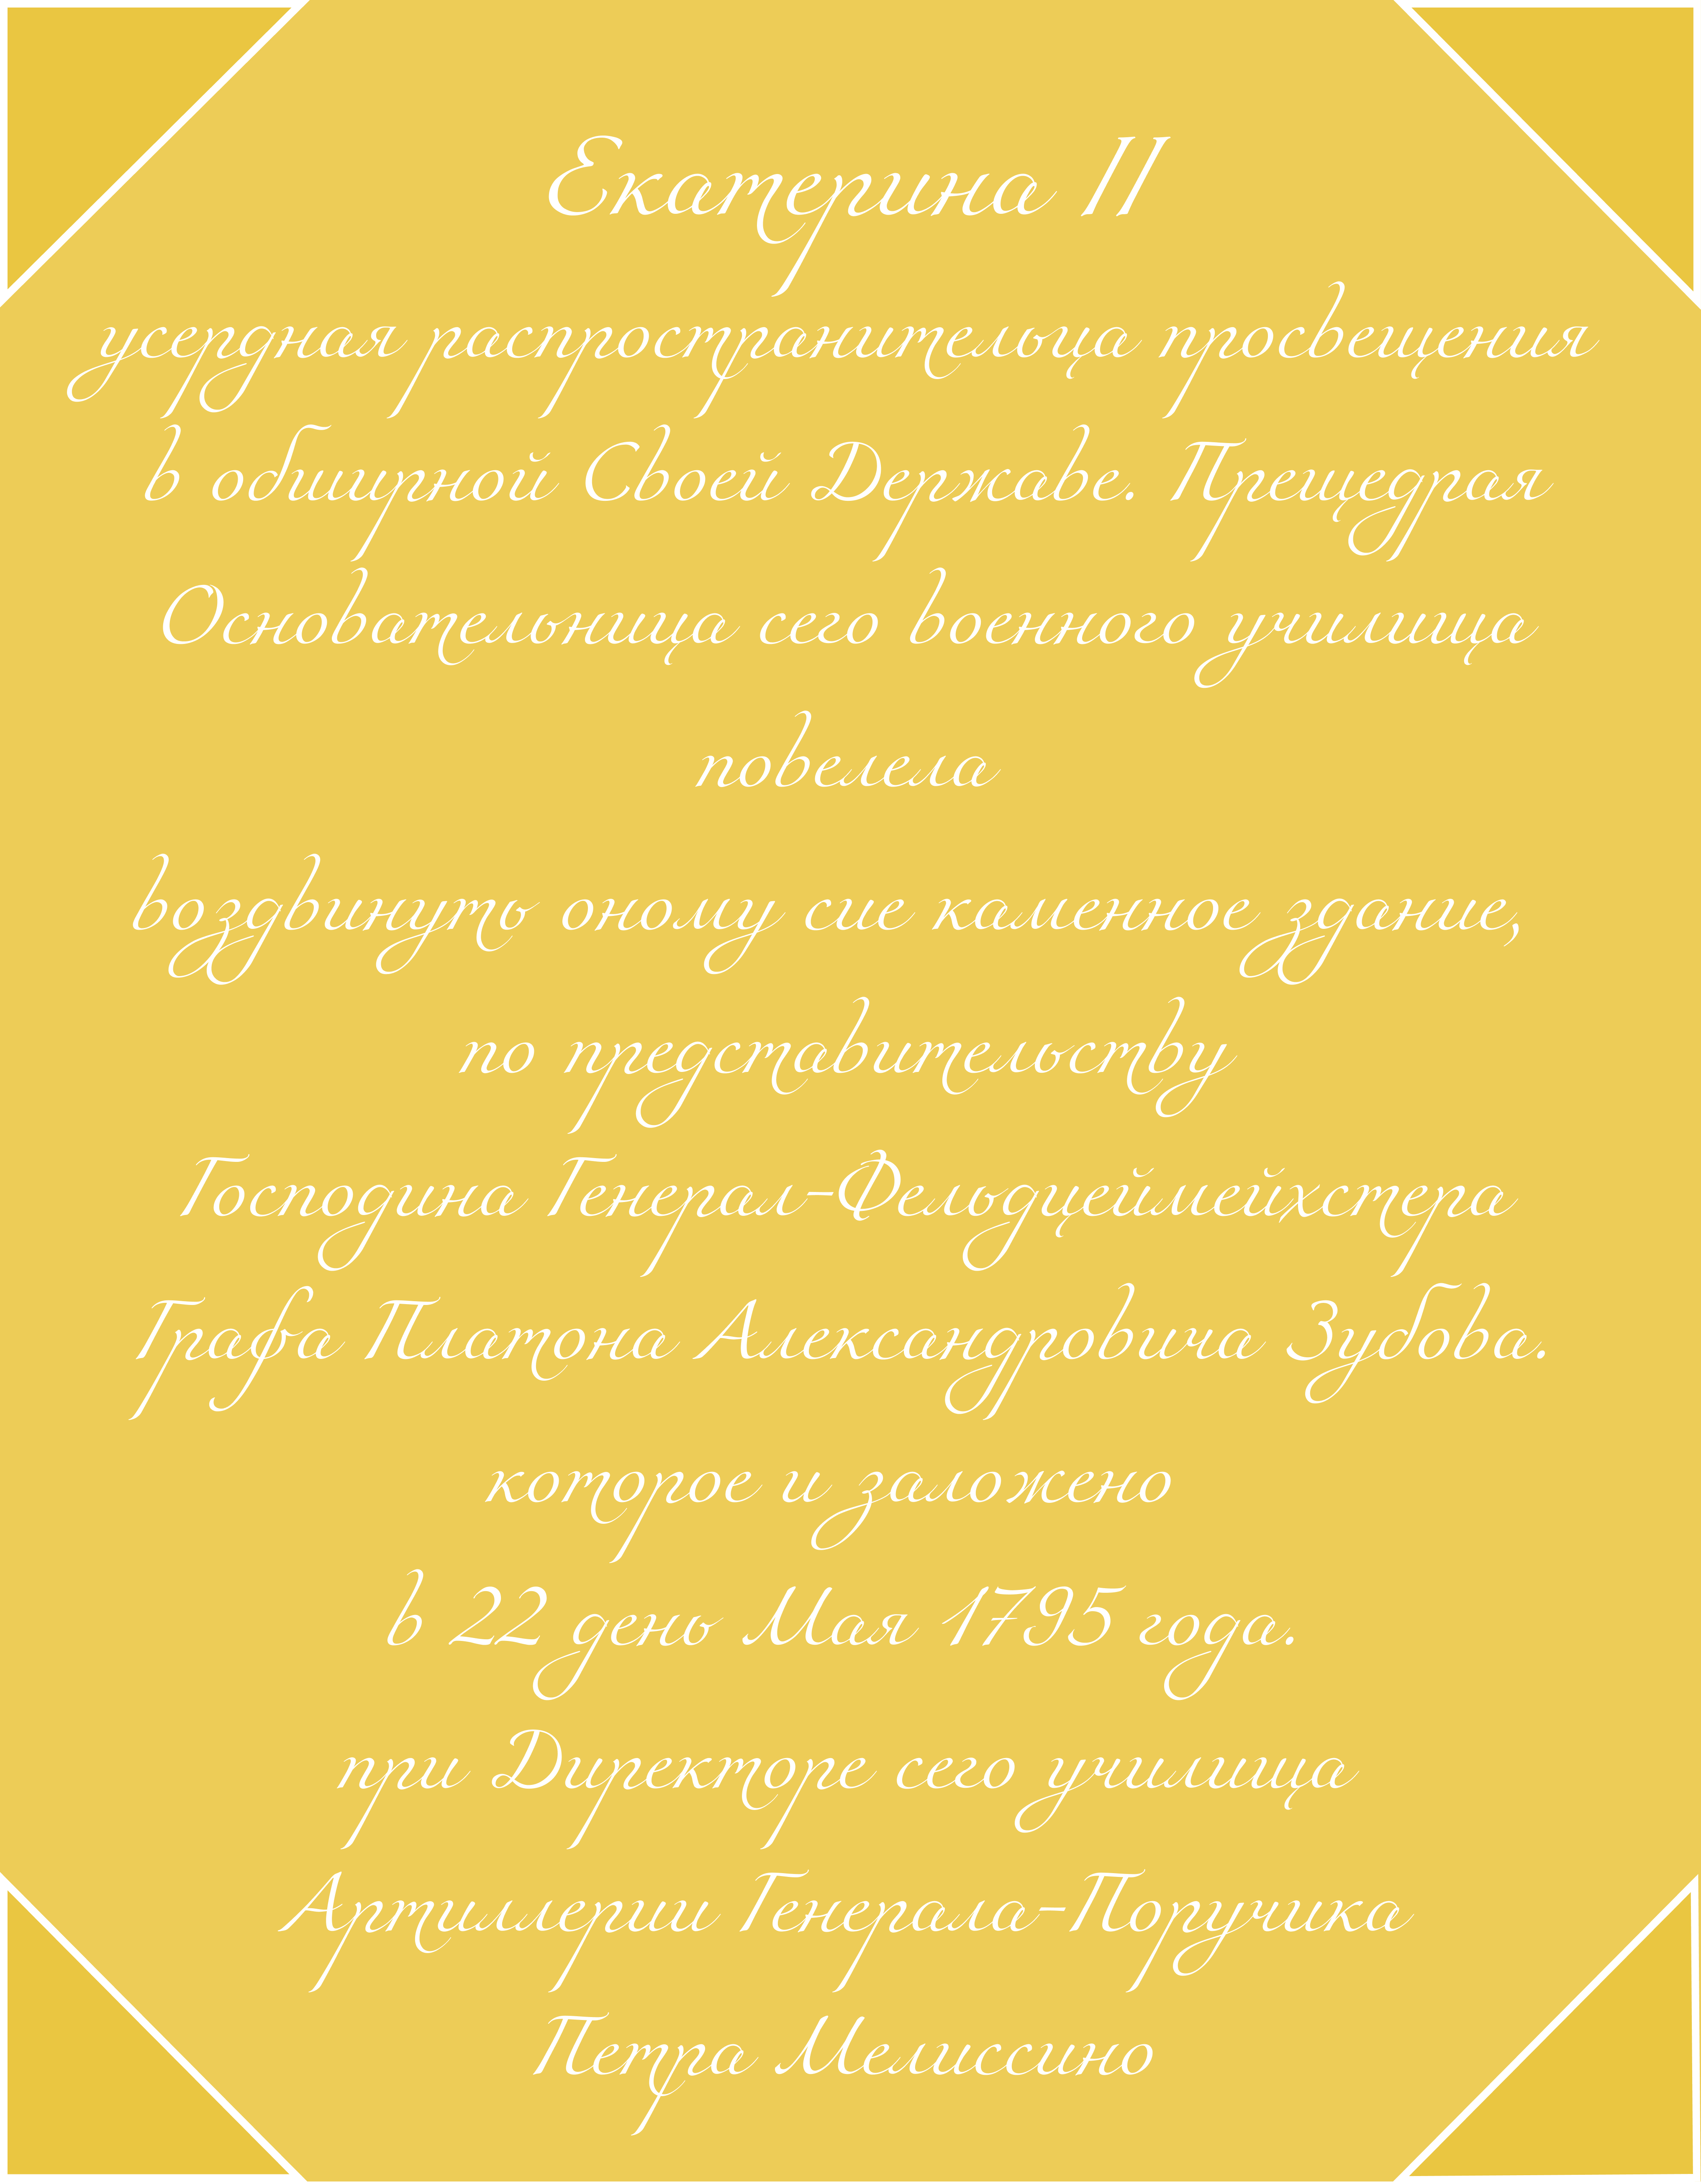 Екатерина II
усердная распространительца просвещения
в обширной Своей Державе. Прещедрая
Основательница сего военного училища
повелела
воздвинуть оному сие каменное здание,
по представительству
Господина Генерал-Фельдцеймейхстера
Графа Платона Александровича Зубова.
которое и заложено
в 22 день Мая 1795 года.
при Директоре сего училища
Артиллерии Генерала-Поручика
Петра Мелиссино